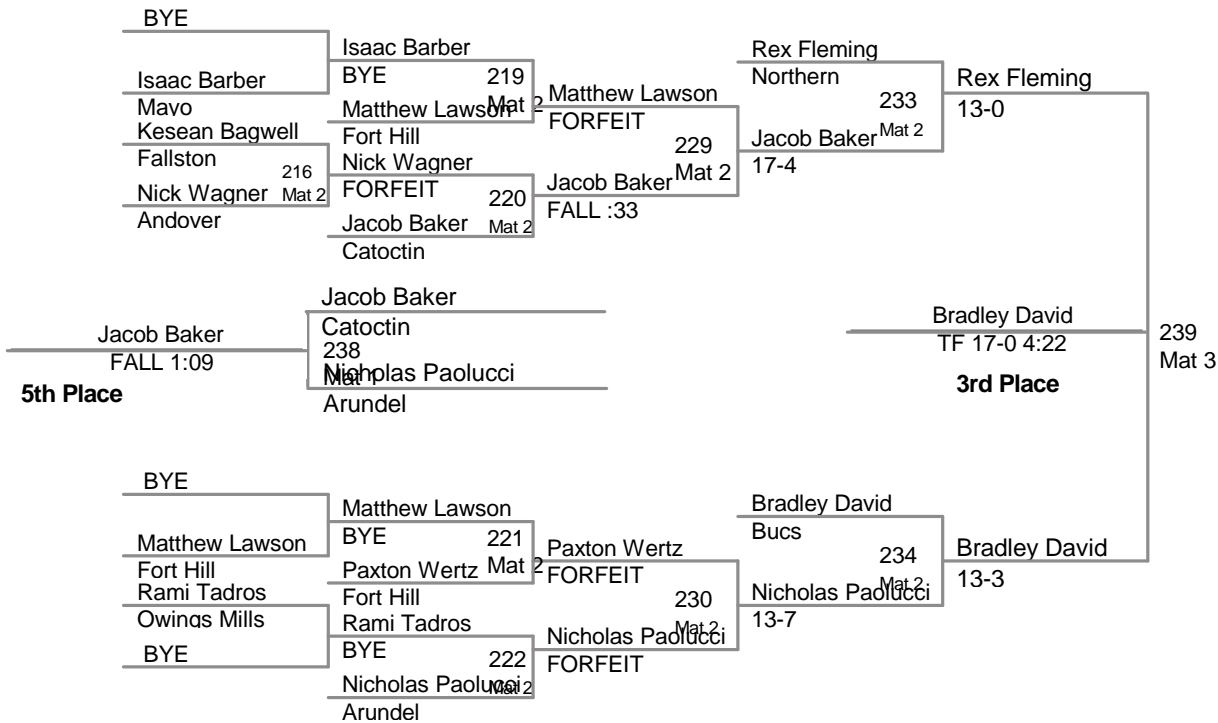 BYE
Isaac Barber
Mayo
Kesean Bagwell
Fallston
216
Mat 2
Nick Wagner
Andover
Isaac Barber
BYE
219
Mat 2
Matthew Lawson
Fort Hill
Nick Wagner
FORFEIT
220
Mat 2
Jacob Baker
Catoctin
Matthew Lawson
FORFEIT
229
Mat 2
Jacob Baker
FALL :33
Rex Fleming
Northern
233
Mat 2
Jacob Baker
17-4
Rex Fleming
13-0
Jacob Baker
Catoctin
238
Mat 1
Nicholas Paolucci
Arundel
Jacob Baker
FALL 1:09
5th Place
Bradley David
TF 17-0 4:22
3rd Place
239
Mat 3
BYE
Matthew Lawson
Fort Hill
Rami Tadros
Owings Mills
BYE
Matthew Lawson
BYE
221
Mat 2
Paxton Wertz
Fort Hill
Rami Tadros
BYE
222
Mat 2
Nicholas Paolucci
Arundel
Paxton Wertz
FORFEIT
230
Mat 2
Nicholas Paolucci
FORFEIT
Bradley David
Bucs
234
Mat 2
Nicholas Paolucci
13-7
Bradley David
13-3